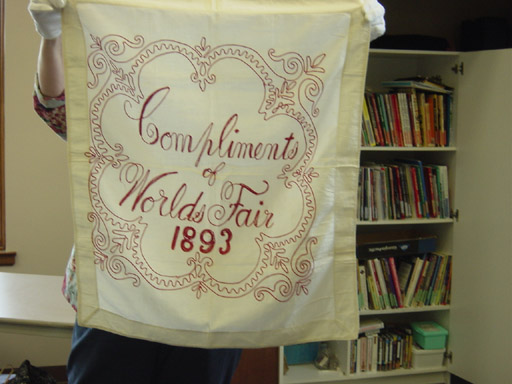 Compliments
of
Worlds Fair
1893